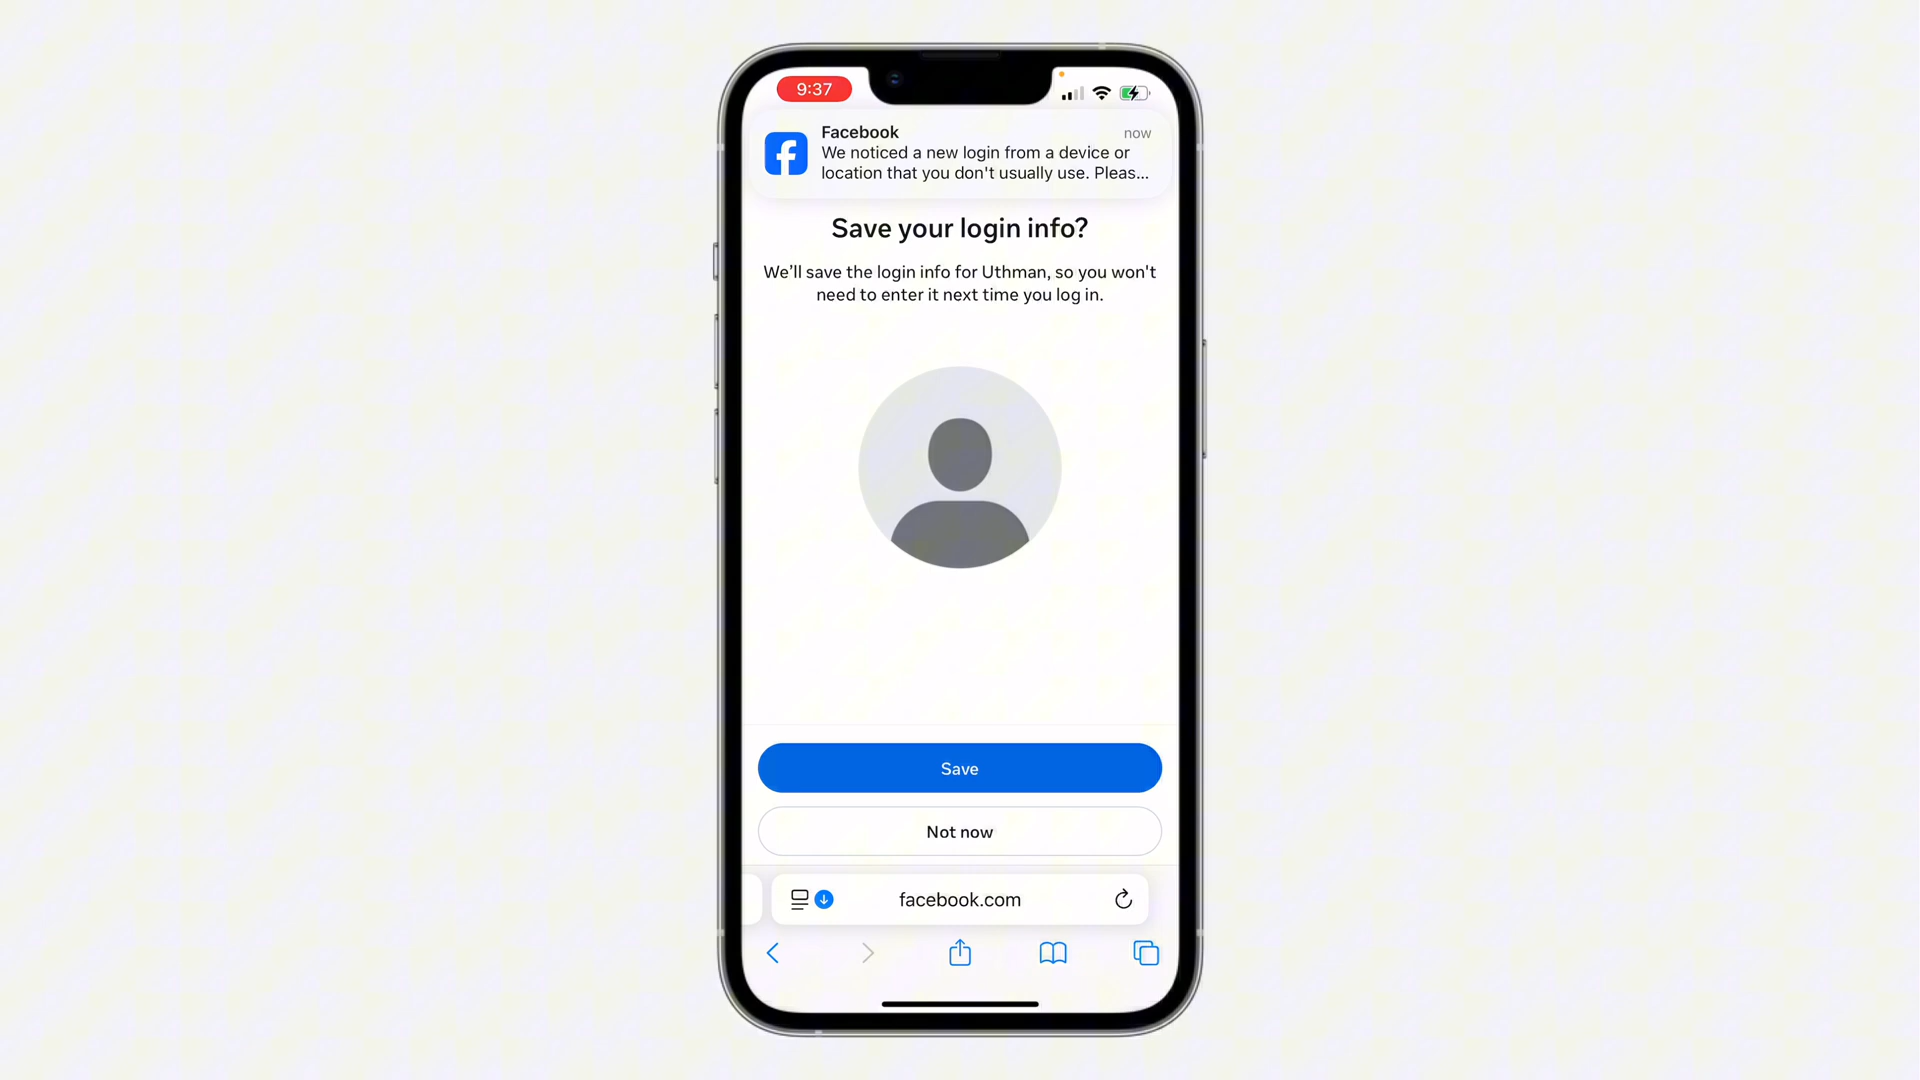 9:37
Facebook
now
We noticed a new login from a device or
location that you don't usually use. Pleas...
Save your login info?
We'll save the login info for Uthman, so you won't
need to enter it next time you log in.
Save
Not now
facebook.com